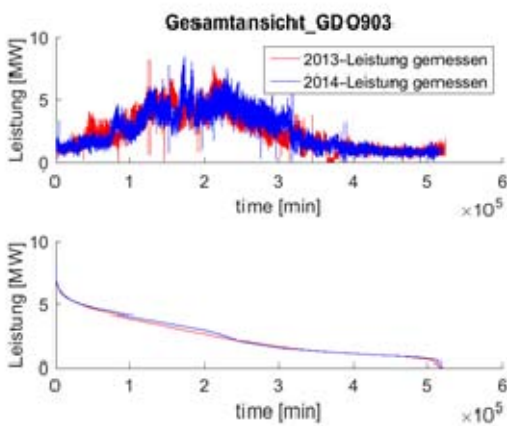 Gesamtansicht_GDO903
Leistung [MW]
10
5
0
2013-Leistung gemessen
2014-Leistung gemessen
0 1 2 3 4 5 6
time [min] ×10^5
Leistung [MW]
10
5
0
0 1 2 3 4 5 6
time [min] ×10^5